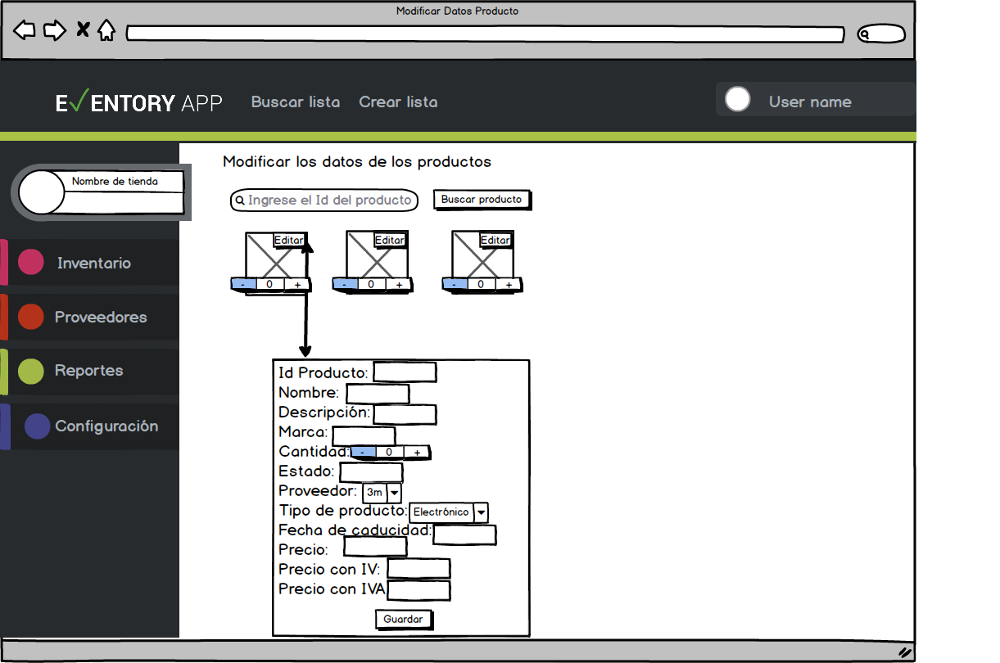 Modificar Datos Producto
E✓ENTORY APP
Buscar lista
Crear lista
User name
Nombre de tienda
Inventario
Proveedores
Reportes
Configuración
Modificar los datos de los productos
Ingrese el Id del producto
Buscar producto
Editar
Editar
Editar
- 0 +
- 0 +
- 0 +
Id Producto:
Nombre:
Descripción:
Marca:
Cantidad: - 0 +
Estado:
Proveedor: 3m
Tipo de producto: Electrónico
Fecha de caducidad:
Precio:
Precio con IV:
Precio con IVA
Guardar